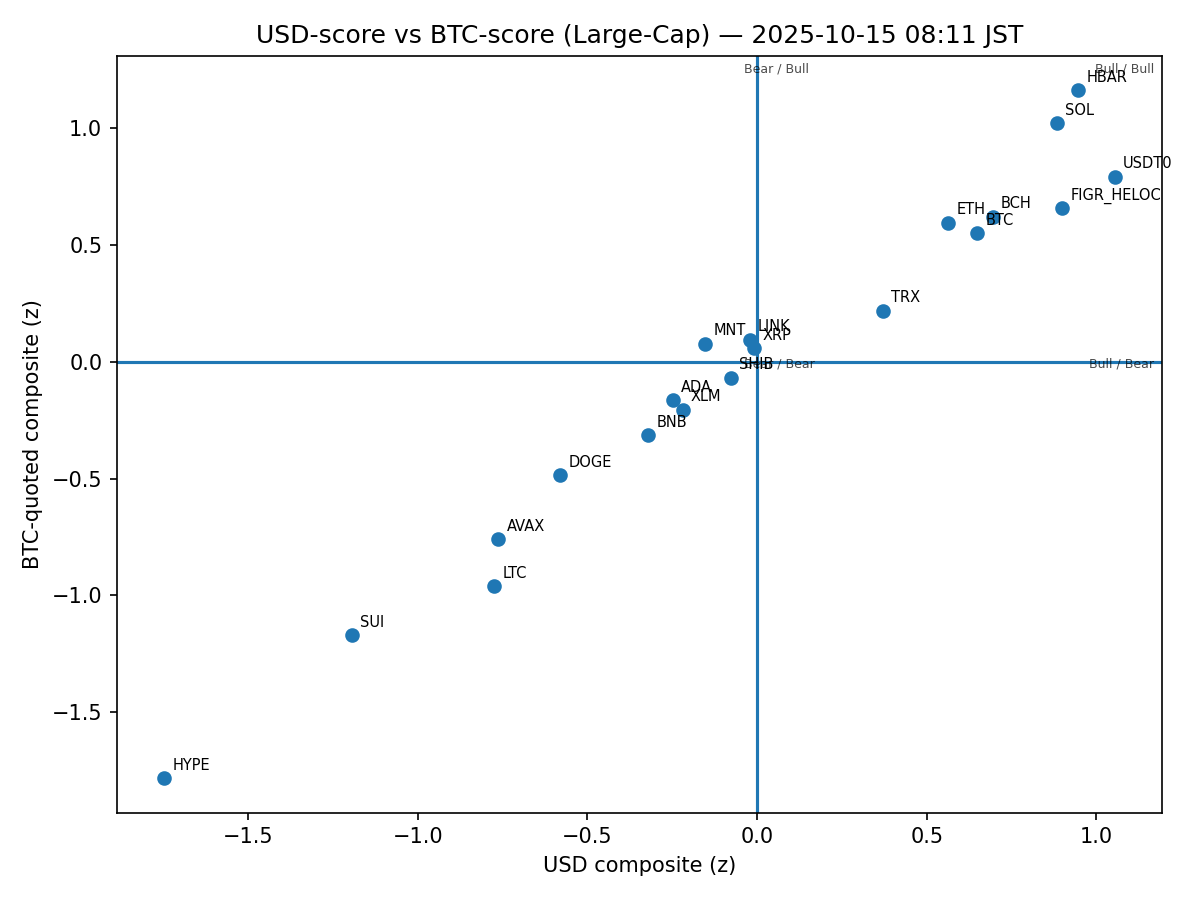 USD-score vs BTC-score (Large-Cap) — 2025-10-15 08:11 JST
Bear / Bull
Bull / Bull
HBAR
SOL
USDT0
FIGR_HELOC
BCH
ETH
BTC
TRX
LINK
MNT
XRP
SHIB
Bear / Bear
Bull / Bear
ADA
XLM
BNB
DOGE
AVAX
LTC
SUI
HYPE
1.0
0.5
0.0
−0.5
−1.0
−1.5
BTC-quoted composite (z)
−1.5
−1.0
−0.5
0.0
0.5
1.0
USD composite (z)